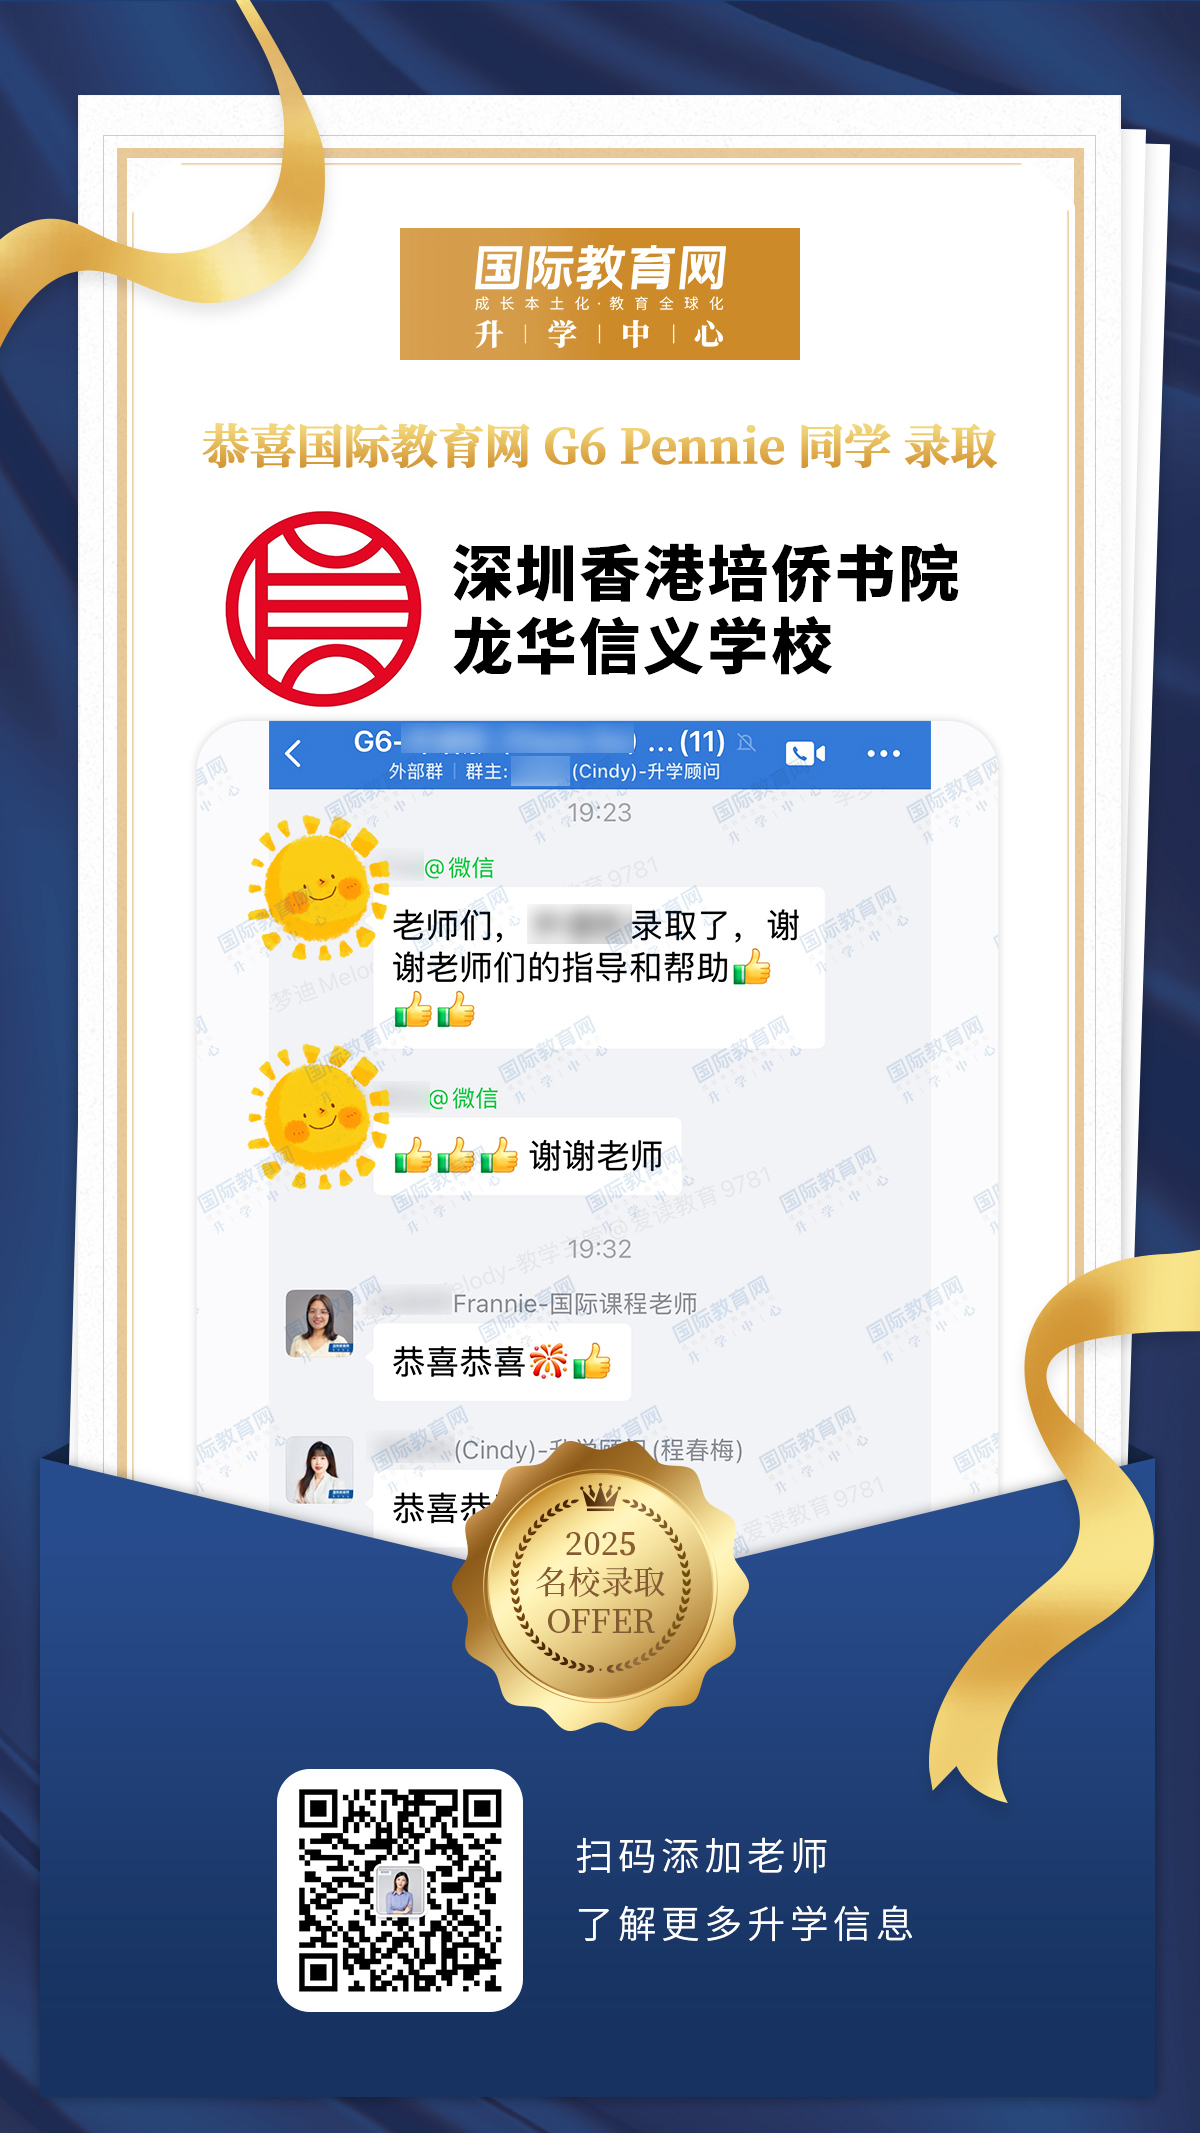 国际教育网
成长本土化·教育全球化
升|学|中|心
恭喜国际教育网 G6 Pennie 同学 录取
深圳香港培侨书院
龙华信义学校
G6- ... (11)
外部群 | 群主: (Cindy)-升学顾问
19:23
@微信
老师们， 录取了，谢
谢老师们的指导和帮助👍
👍👍
@微信
👍👍👍 谢谢老师
19:32
Frannie-国际课程老师
恭喜恭喜🎆👍
(Cindy)-升学顾问 (程春梅)
恭喜恭
2025
名校录取
OFFER
扫码添加老师
了解更多升学信息